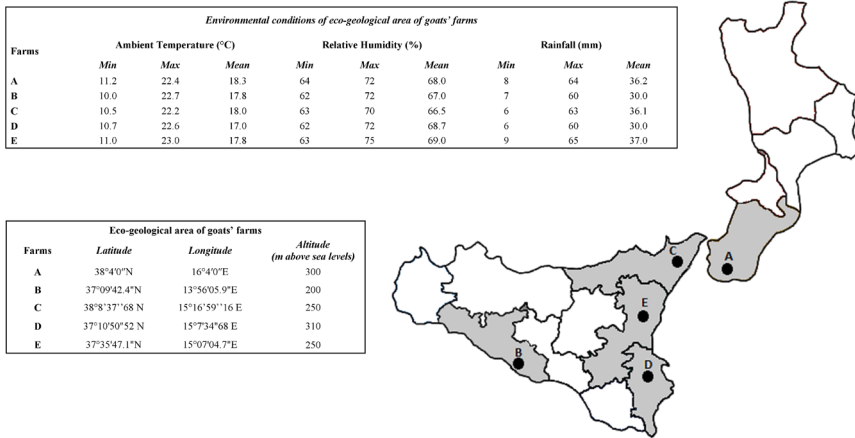 Environmental conditions of eco-geological area of goats' farms
Farms
Ambient Temperature (°C) Relative Humidity (%) Rainfall (mm)
Min Max Mean Min Max Mean Min Max Mean
A 11.2 22.4 18.3 64 72 68.0 8 64 36.2
B 10.0 22.7 17.8 62 72 67.0 7 60 30.0
C 10.5 22.2 18.0 63 70 66.5 6 63 36.1
D 10.7 22.6 17.0 62 72 68.7 6 60 30.0
E 11.0 23.0 17.8 63 75 69.0 9 65 37.0
Eco-geological area of goats' farms
Farms Latitude Longitude Altitude
(m above sea levels)
A 38°4′0″N 16°4′0″E 300
B 37°09'42.4"N 13°56'05.9"E 200
C 38°8'37''68 N 15°16'59''16 E 250
D 37°10'50"52 N 15°7'34"68 E 310
E 37°35'47.1"N 15°07'04.7"E 250
C
A
E
B
D